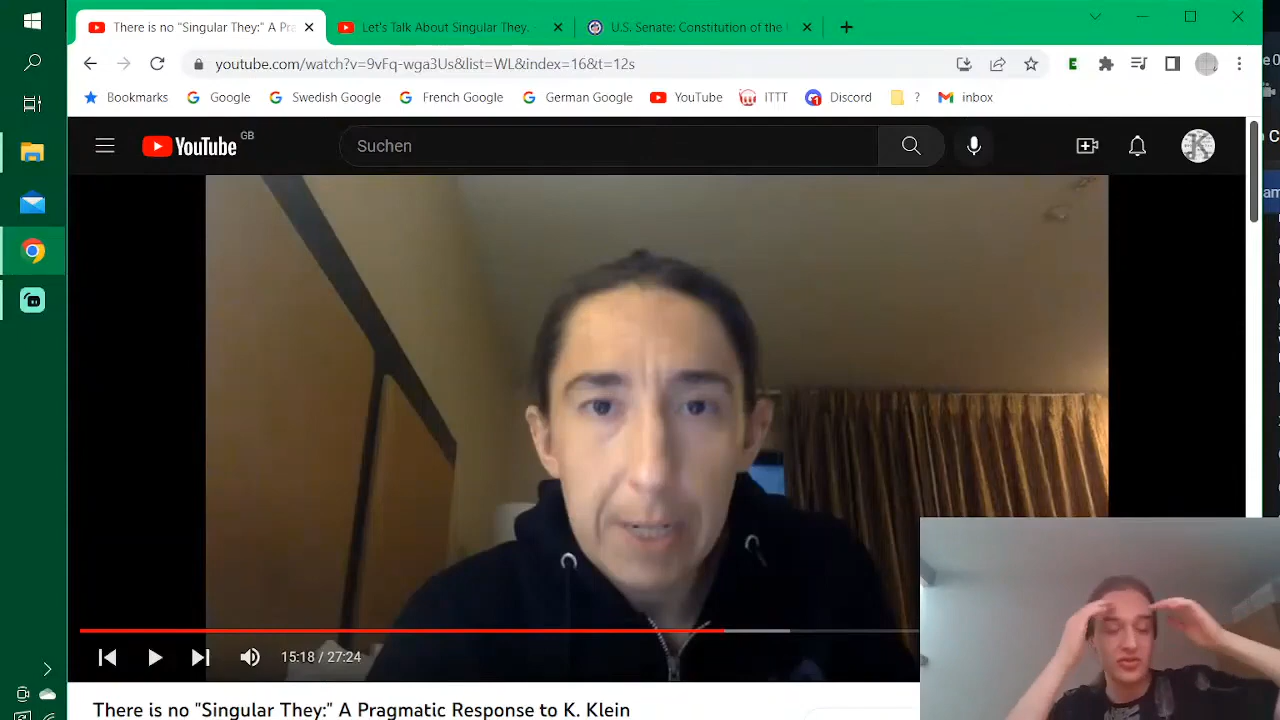 There is no "Singular They:" A Pr
Let's Talk About Singular They.
U.S. Senate: Constitution of the
youtube.com/watch?v=9vFq-wga3Us&list=WL&index=16&t=12s
Bookmarks Google Swedish Google French Google German Google YouTube ITTT Discord ? inbox
YouTube GB
Suchen
15:18 / 27:24
There is no "Singular They:" A Pragmatic Response to K. Klein